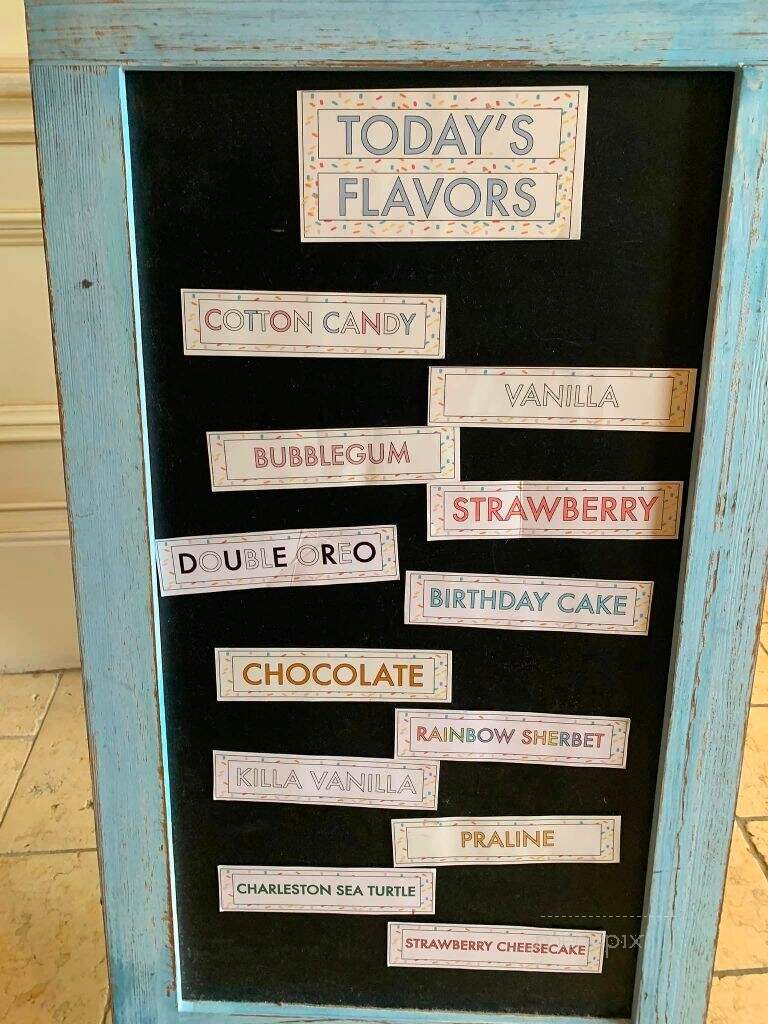 TODAY'S
FLAVORS
COTTON CANDY
VANILLA
BUBBLEGUM
STRAWBERRY
DOUBLE OREO
BIRTHDAY CAKE
CHOCOLATE
RAINBOW SHERBET
KILLA VANILLA
PRALINE
CHARLESTON SEA TURTLE
STRAWBERRY CHEESECAKE